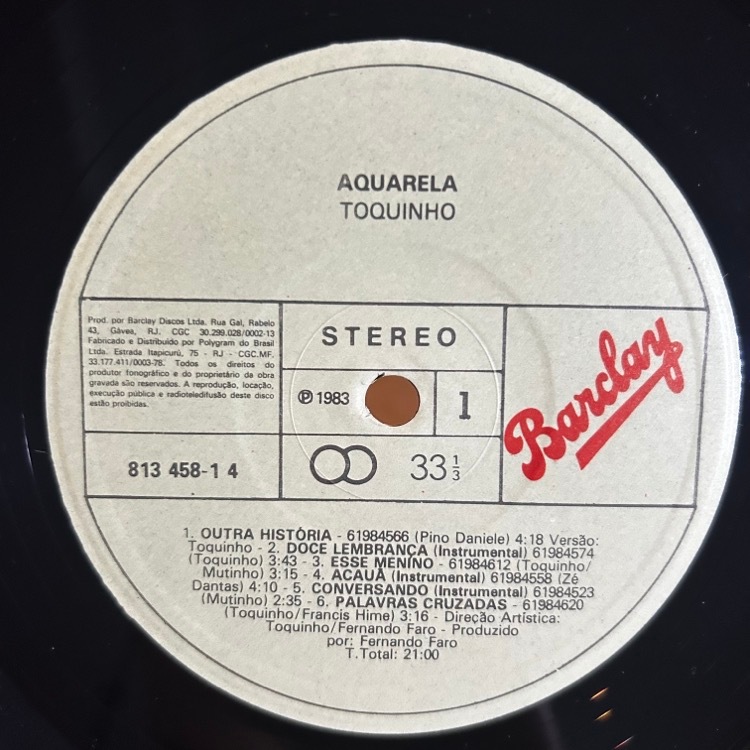 AQUARELA
TOQUINHO
Prod. por Barclay Discos Ltda. Rua Gal, Rabelo
43, Gávea, RJ. CGC 30.299.028/0002-13
Fabricado e Distribuído por Polygram do Brasil
Ltda. Estrada Itapicurú, 75 - RJ - CGC.MF.
33.177.411/0003-78. Todos os direitos do
produtor fonográfico e do proprietário da obra
gravada são reservados. A reprodução, locação,
execução pública e radioteledifusão deste disco
estão proibidas.
813 458-1 4
STEREO
℗ 1983
1
33 1/3
Barclay
1. OUTRA HISTÓRIA - 61984566 (Pino Daniele) 4:18 Versão:
Toquinho - 2. DOCE LEMBRANÇA (Instrumental) 61984574
(Toquinho) 3:43 - 3. ESSE MENINO - 61984612 (Toquinho/
Mutinho) 3:15 - 4. ACAUÃ (Instrumental) 61984558 (Zé
Dantas) 4:10 - 5. CONVERSANDO (Instrumental) 61984523
(Mutinho) 2:35 - 6. PALAVRAS CRUZADAS - 61984620
(Toquinho/Francis Hime) 3:16 - Direção Artística:
Toquinho/Fernando Faro - Produzido
por: Fernando Faro
T.Total: 21:00